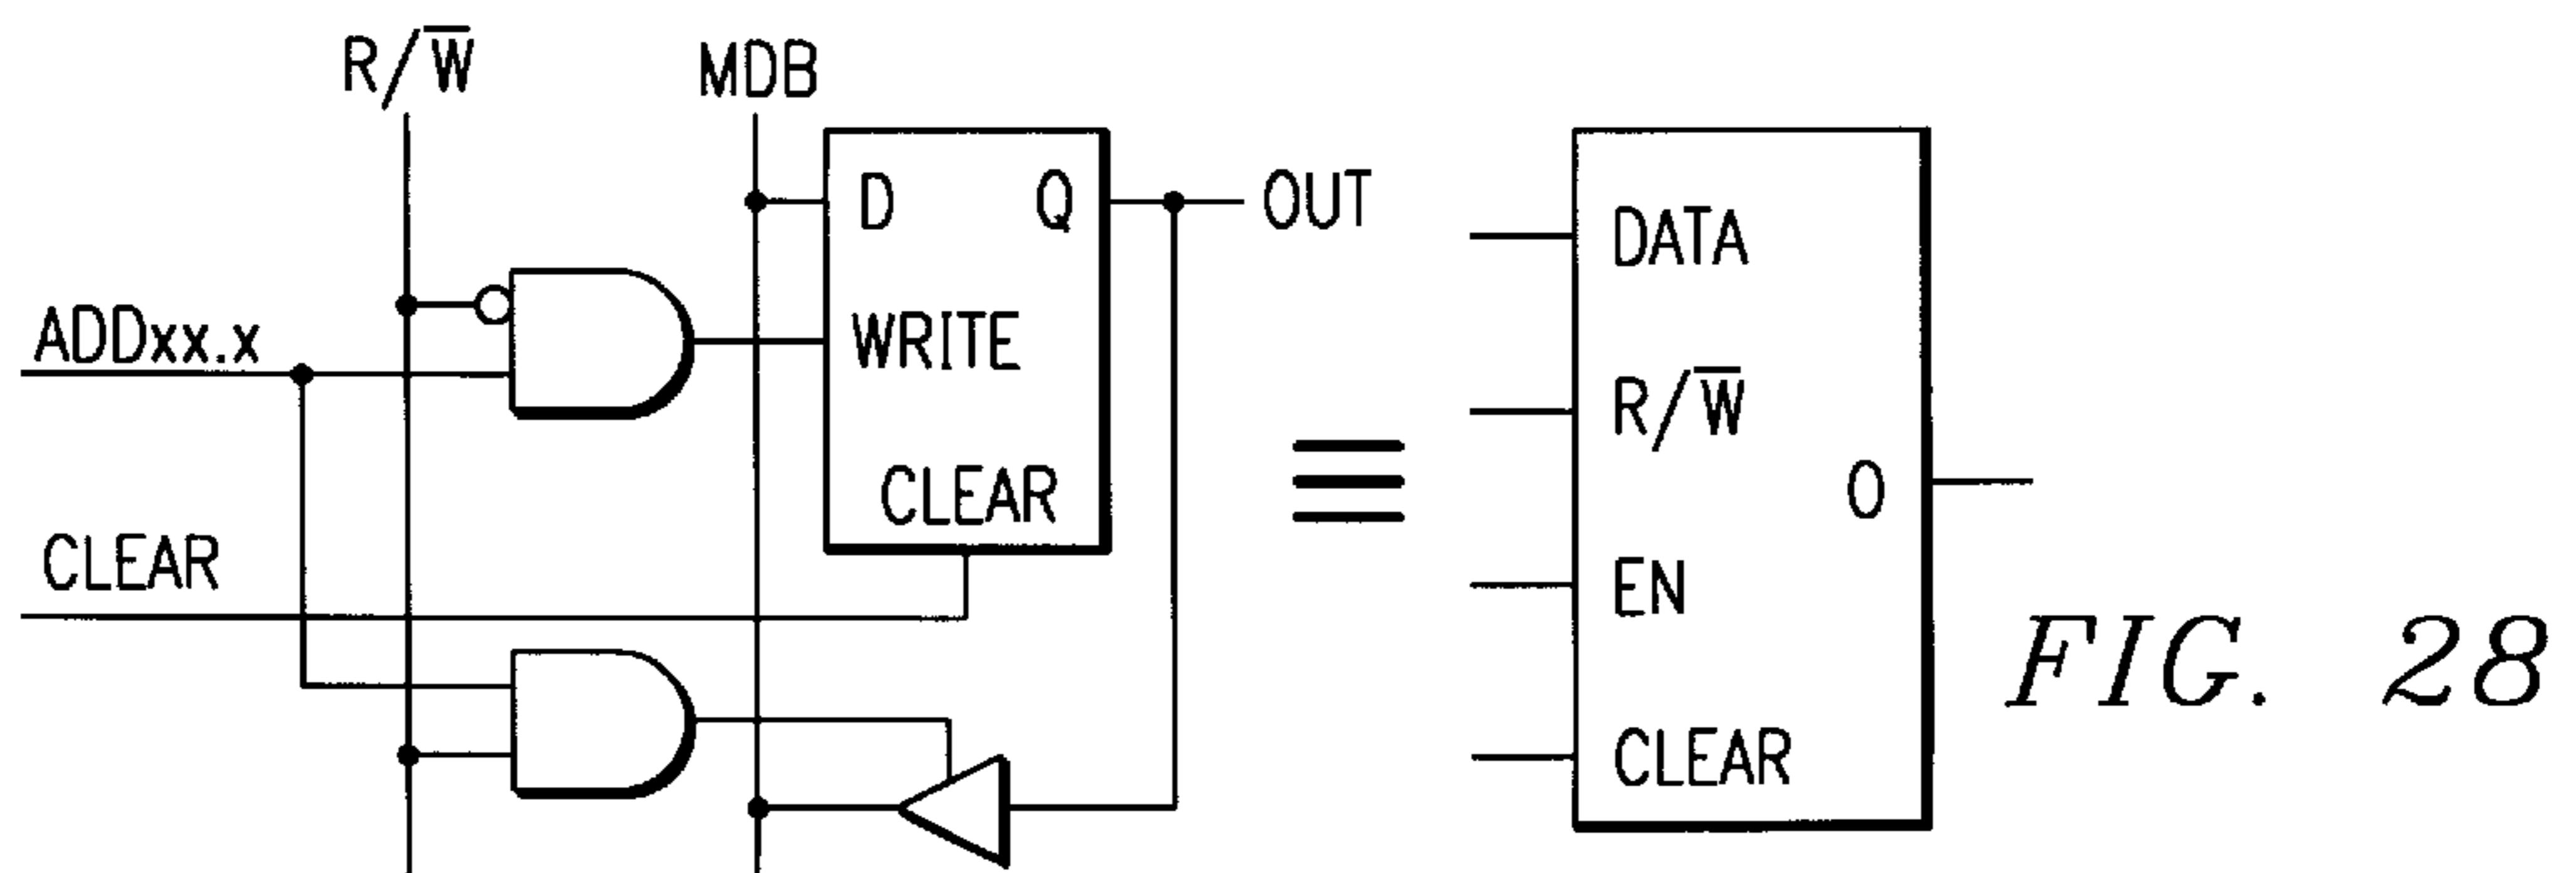 R/W̅
MDB
D
Q
OUT
ADDxx.x
WRITE
CLEAR
CLEAR
DATA
R/W̅
EN
O
CLEAR
FIG. 28